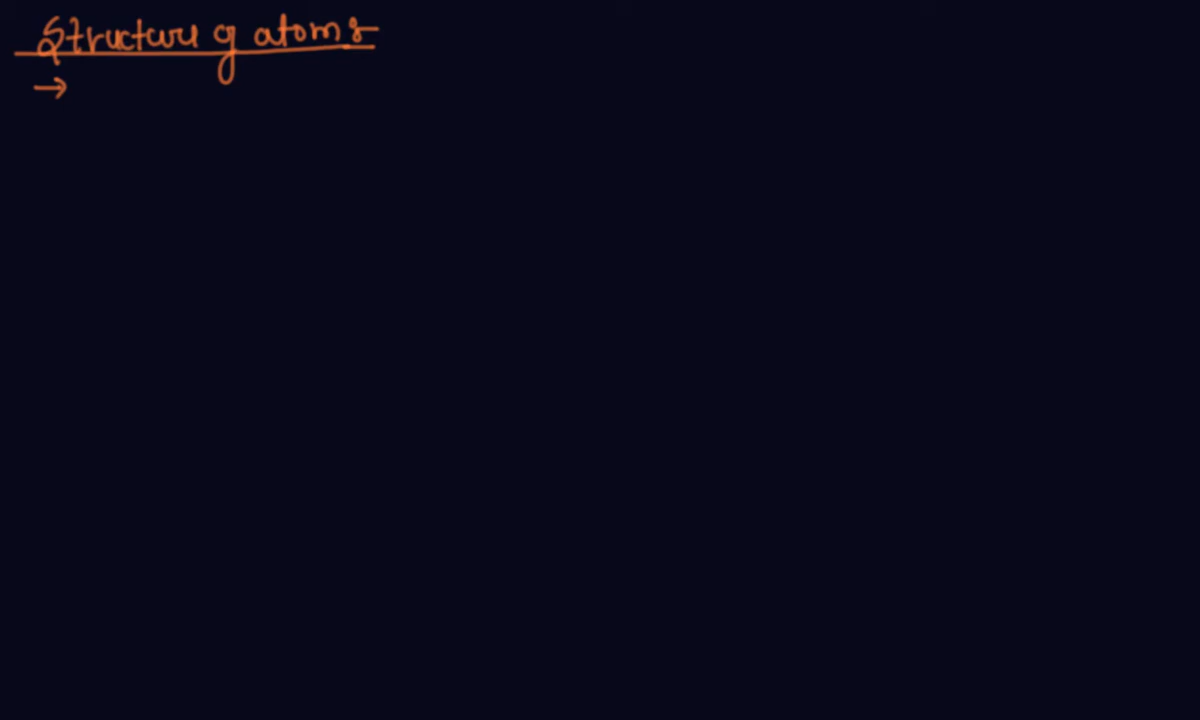 Structure of atoms
→